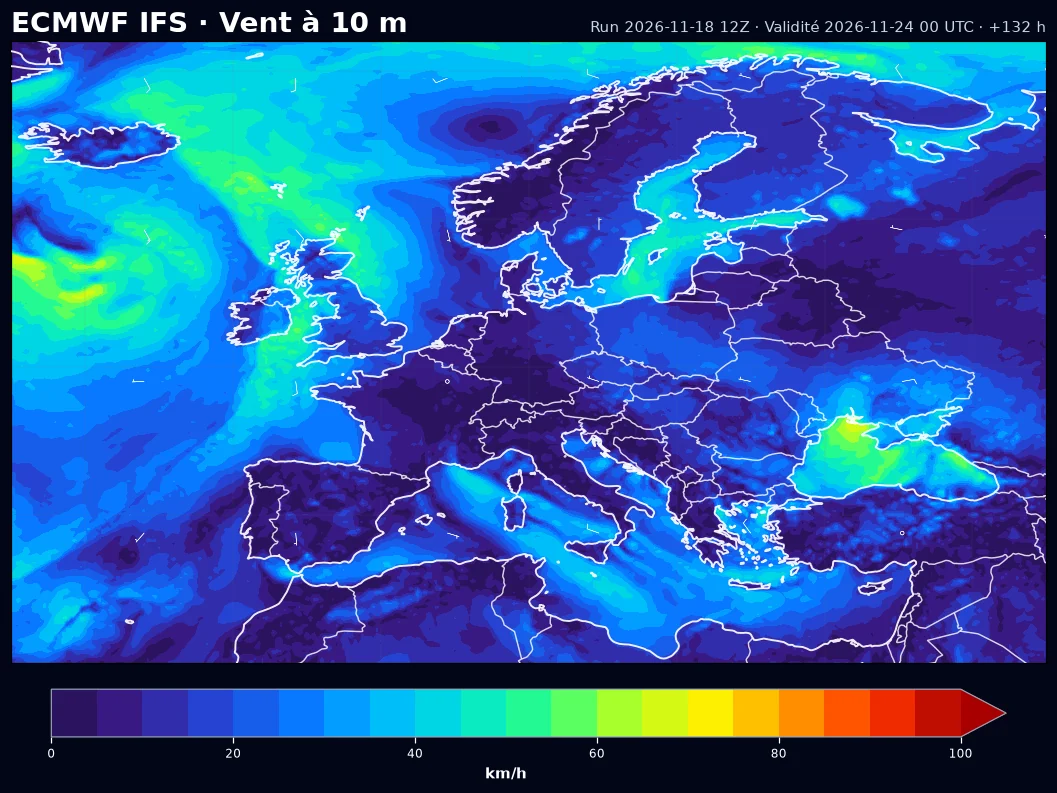 ECMWF IFS · Vent à 10 m
Run 2026-11-18 12Z · Validité 2026-11-24 00 UTC · +132 h
0 20 40 60 80 100
km/h